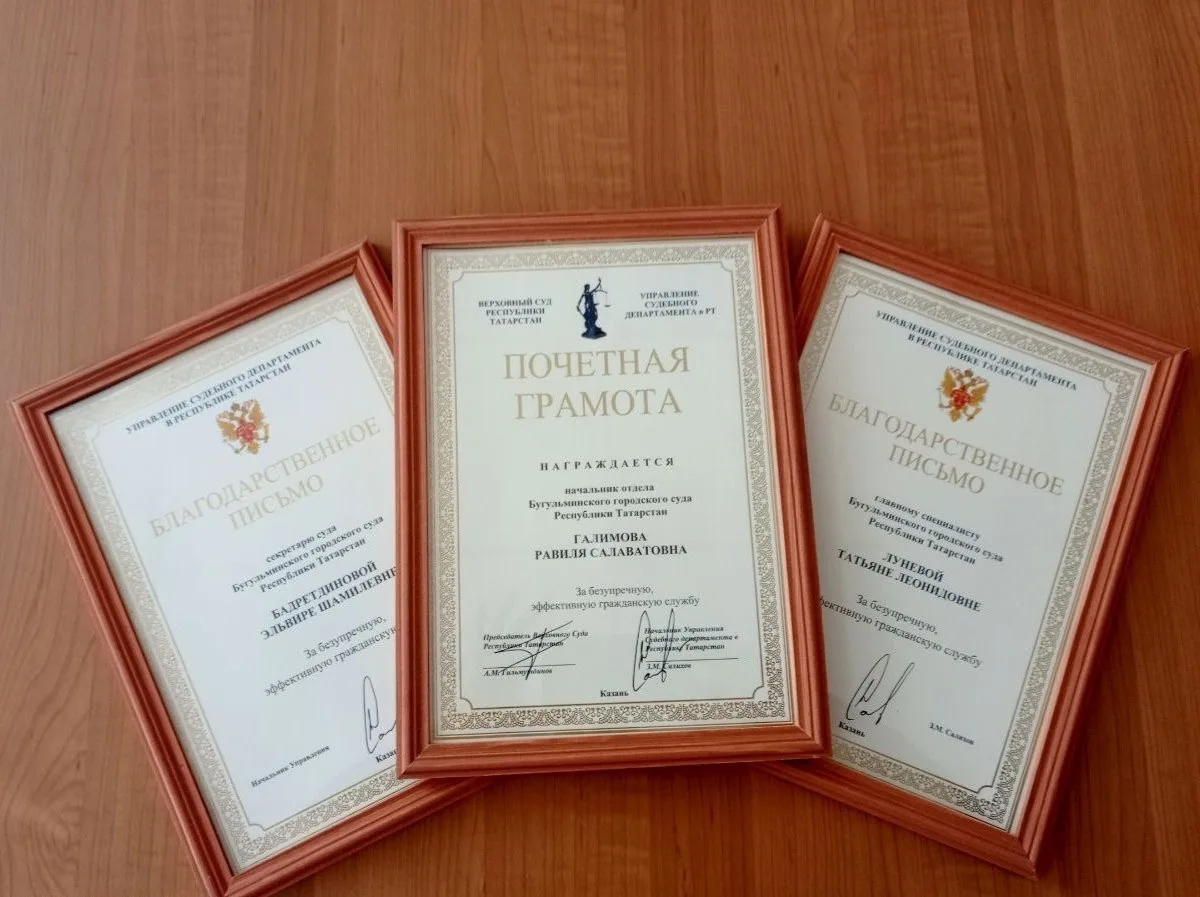 УПРАВЛЕНИЕ СУДЕБНОГО ДЕПАРТАМЕНТА
В РЕСПУБЛИКЕ ТАТАРСТАН
БЛАГОДАРСТВЕННОЕ
ПИСЬМО
секретарю суда
Бугульминского городского суда
Республики Татарстан
БАДРЕТДИНОВОЙ
ЭЛЬВИРЕ ШАМИЛЕВНЕ
За безупречную,
эффективную гражданскую
Начальник Управления
ВЕРХОВНЫЙ СУД
РЕСПУБЛИКИ
ТАТАРСТАН
УПРАВЛЕНИЕ
СУДЕБНОГО
ДЕПАРТАМЕНТА в РТ
ПОЧЕТНАЯ
ГРАМОТА
НАГРАЖДАЕТСЯ
начальник отдела
Бугульминского городского суда
Республики Татарстан
ГАЛИМОВА
РАВИЛЯ САЛАВАТОВНА
За безупречную,
эффективную гражданскую службу
Председатель Верховного Суда
Республики Татарстан
А.М. Гильмутдинов
Начальник Управления
Судебного департамента в
Республике Татарстан
З.М. Салихов
Казань
УПРАВЛЕНИЕ СУДЕБНОГО ДЕПАРТАМЕНТА
В РЕСПУБЛИКЕ ТАТАРСТАН
БЛАГОДАРСТВЕННОЕ
ПИСЬМО
главному специалисту
Бугульминского городского суда
Республики Татарстан
ЛУНЕВОЙ
ТАТЬЯНЕ ЛЕОНИДОВНЕ
За безупречную,
гражданскую службу
З.М. Салихов
Казань